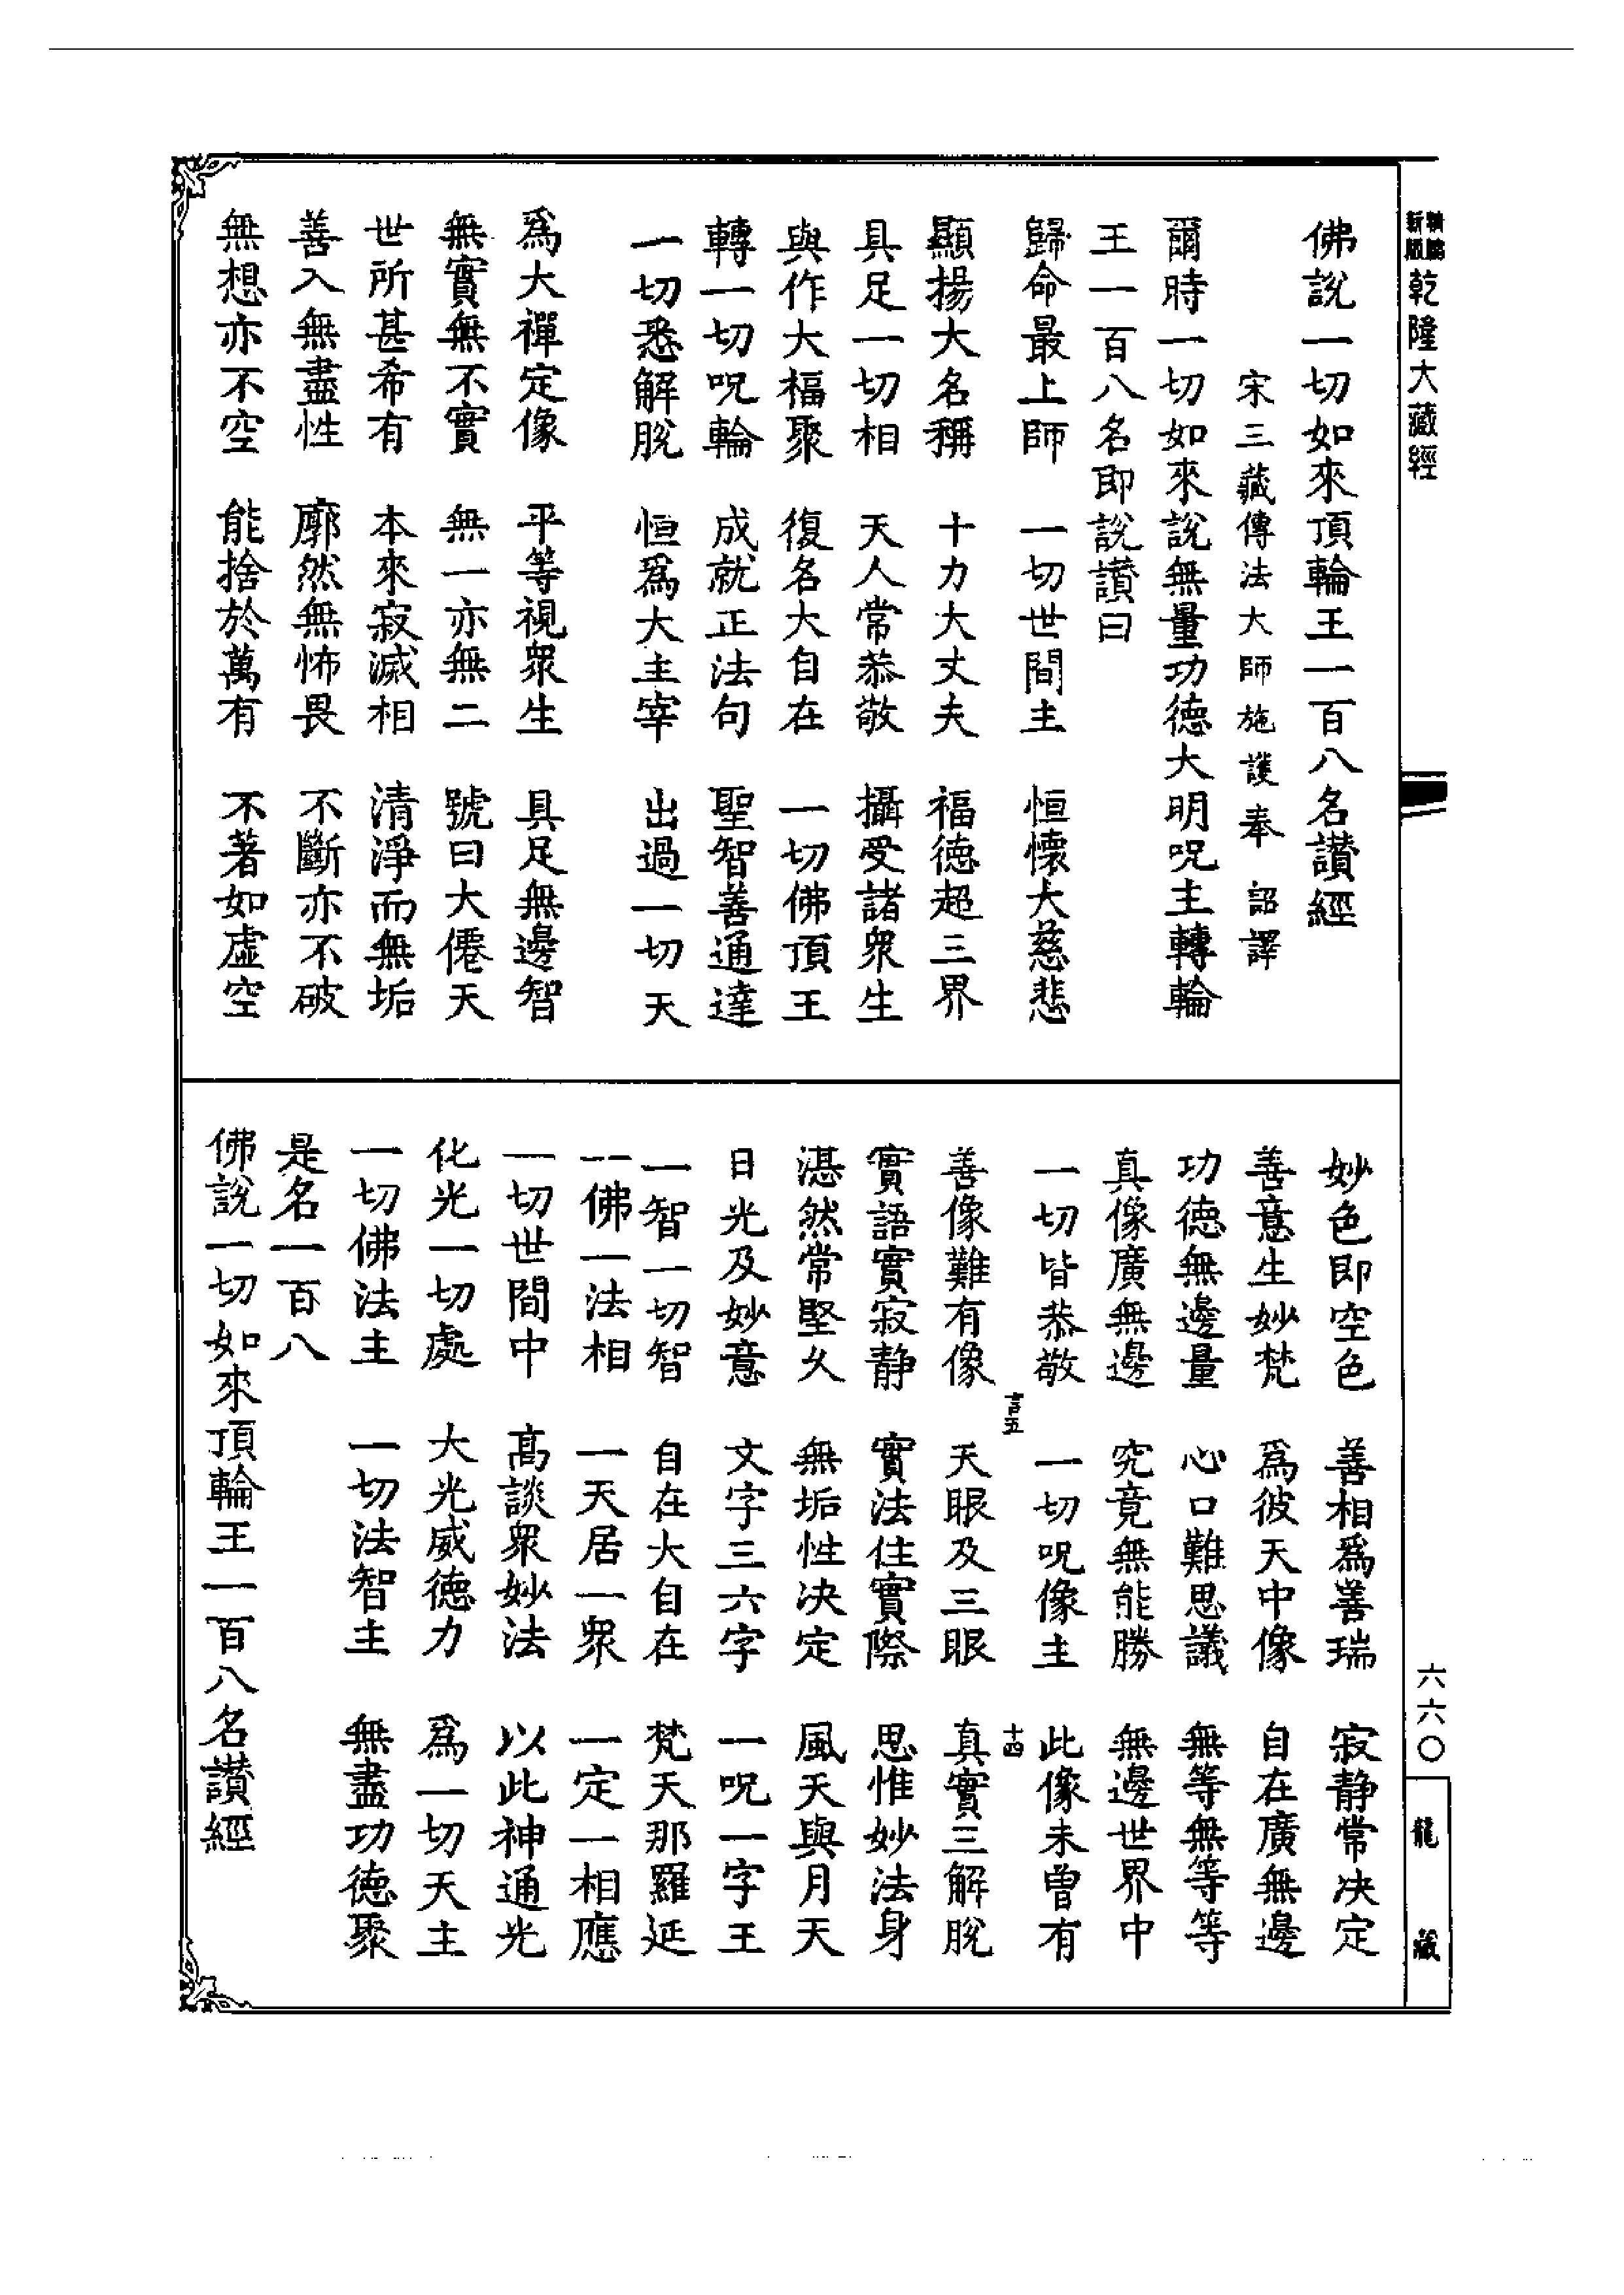 新版 乾隆大藏經
佛說一切如來頂輪王一百八名讚經
宋三藏傳法大師施護奉 詔譯
爾時一切如來說無量功德大明呪主轉輪
王一百八名即說讚曰
歸命最上師 一切世間主 恒懷大慈悲
顯揚大名稱 十力大丈夫 福德超三界
具足一切相 天人常恭敬 攝受諸眾生
與作大福聚 復名大自在 一切佛頂王
轉一切呪輪 成就正法句 聖智善通達
一切悉解脫 恒爲大主宰 出過一切天
爲大禪定像 平等視眾生 具足無邊智
無實無不實 無一亦無二 號曰大僊天
世所甚希有 本來寂滅相 清淨而無垢
善入無盡性 廓然無怖畏 不斷亦不破
無想亦不空 能捨於萬有 不著如虛空
妙色即空色 善相爲善瑞 寂静常决定
善意生妙梵 爲彼天中像 自在廣無邊
功德無邊量 心口難思議 無等無等等
真像廣無邊 究竟無能勝 無邊世界中
一切皆恭敬 一切呪像主 此像未曾有
言五 十四
善像難有像 天眼及三眼 真實三解脫
實語實寂静 實法住實際 思惟妙法身
湛然常堅久 無垢性决定 風天與月天
日光及妙意 文字三六字 一呪一字王
一智一切智 自在大自在 梵天那羅延
一佛一法相 一天居一眾 一定一相應
一切世間中 高談眾妙法 以此神通光
化光一切處 大光威德力 爲一切天主
一切佛法主 一切法智主 無盡功德聚
是名一百八
佛說一切如來頂輪王一百八名讚經
六六〇
龍藏